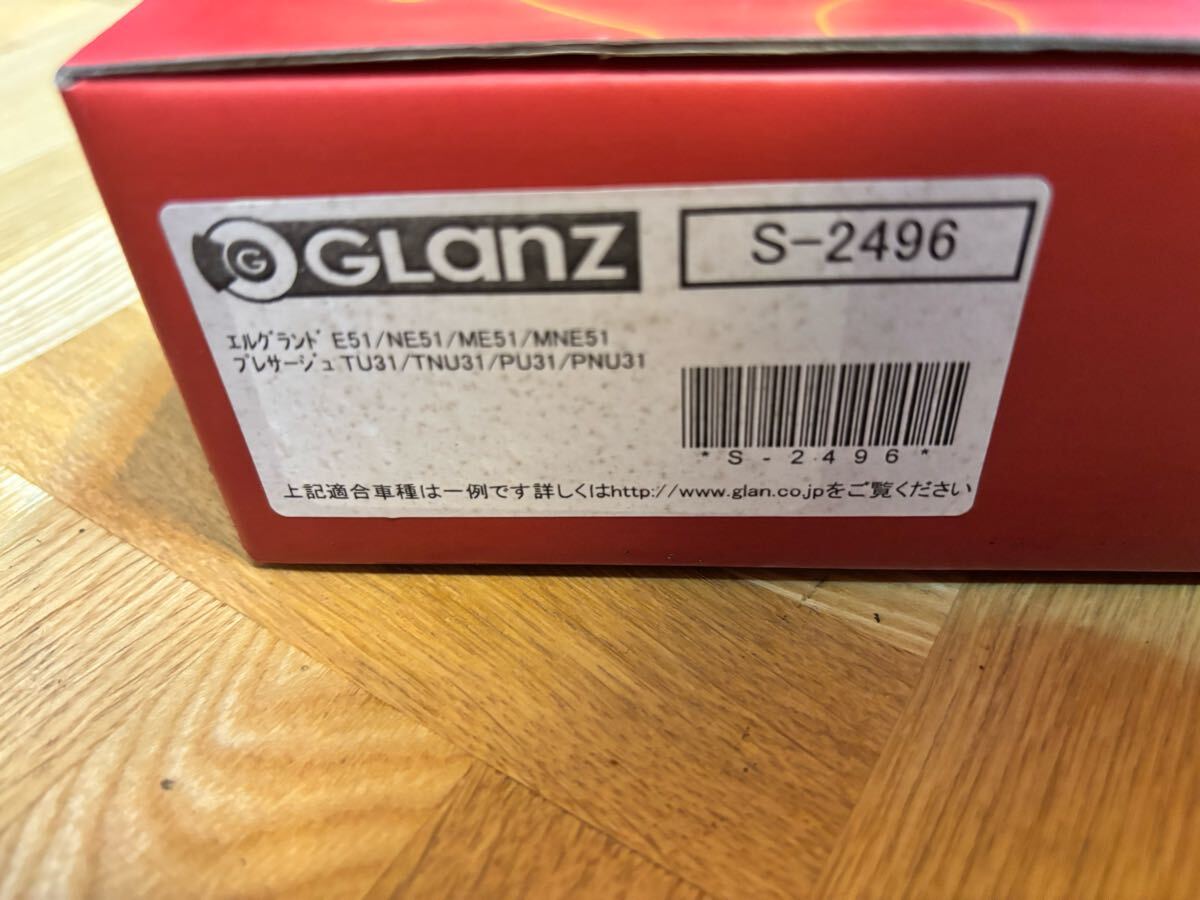 G GLanz
S-2496
エルグランド E51/NE51/ME51/MNE51
プレサージュ TU31/TNU31/PU31/PNU31
*S-2496*
上記適合車種は一例です詳しくはhttp://www.glan.co.jpをご覧ください